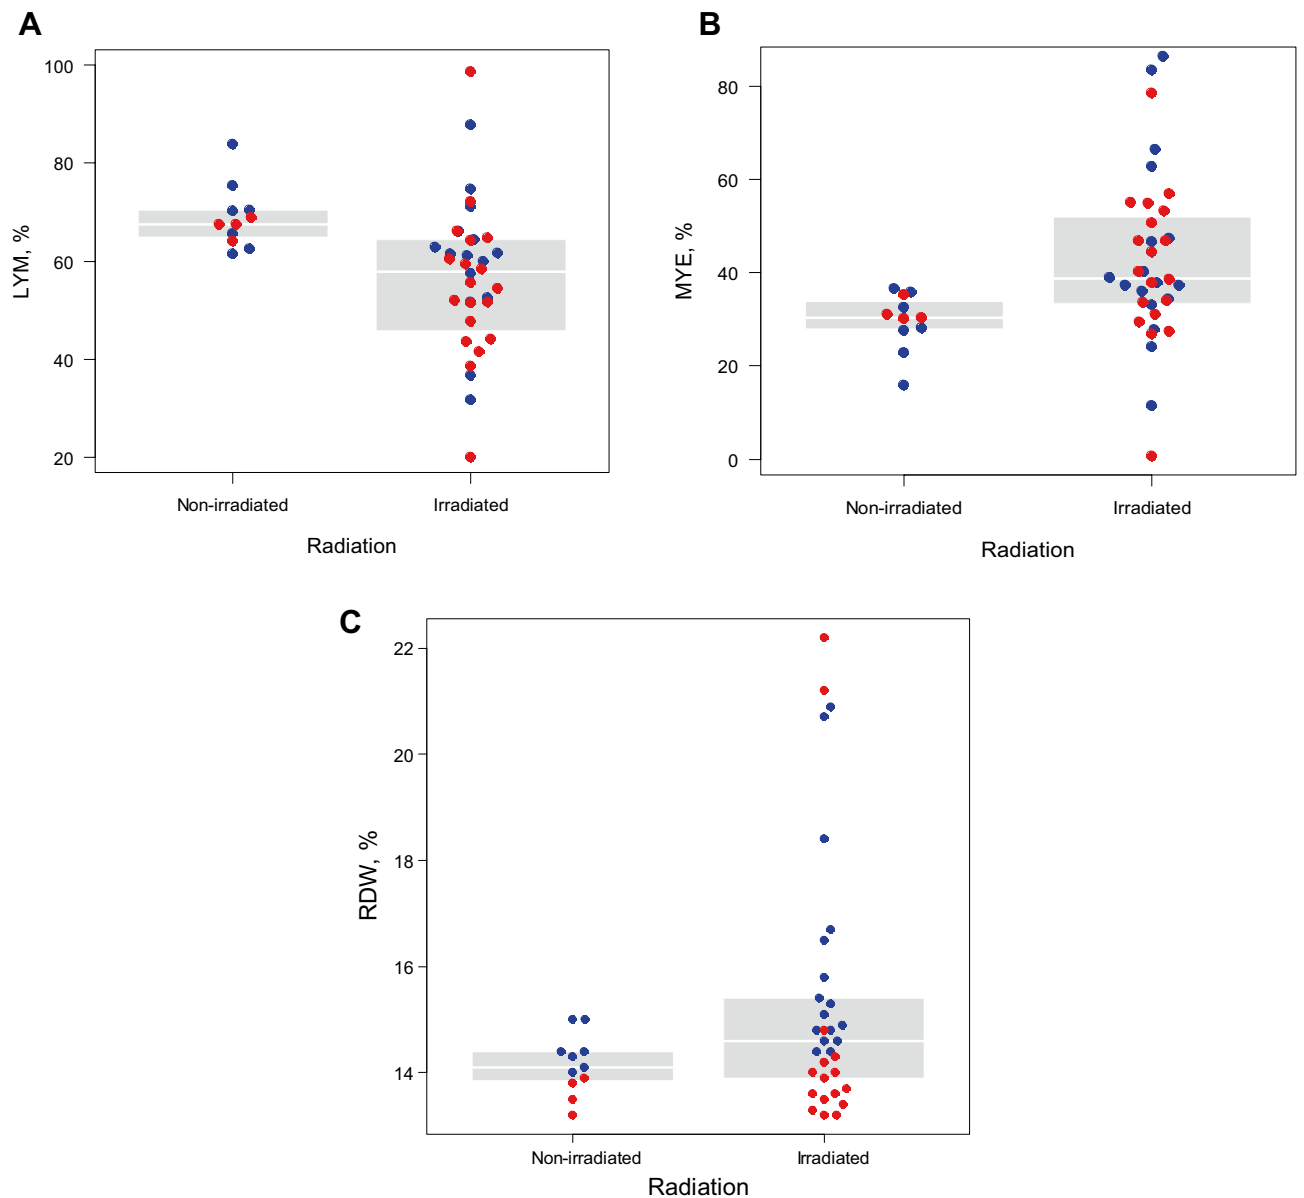 A
LYM, %
100
80
60
40
20
Non-irradiated
Irradiated
Radiation
B
MYE, %
80
60
40
20
0
Non-irradiated
Irradiated
Radiation
C
RDW, %
22
20
18
16
14
Non-irradiated
Irradiated
Radiation